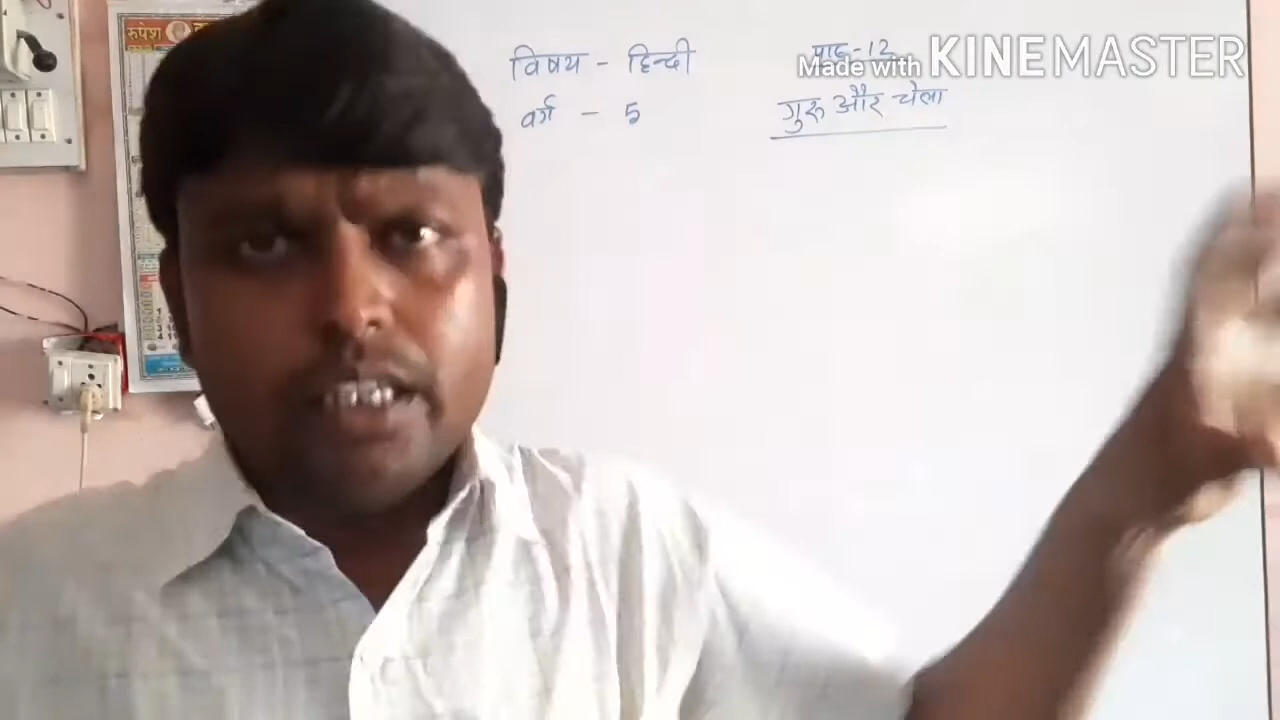 रुपेश
विषय - हिन्दी
वर्ग - 5
पाठ-12
गुरु और चेला
Made with KINEMASTER